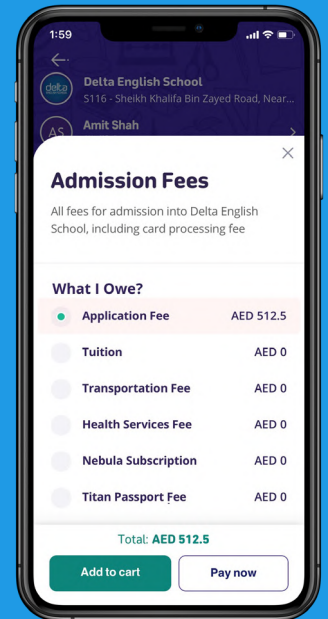 1:59
delta
Delta English School
S116 - Sheikh Khalifa Bin Zayed Road, Near...
AS
Amit Shah
Admission Fees
All fees for admission into Delta English
School, including card processing fee
What I Owe?
Application Fee AED 512.5
Tuition AED 0
Transportation Fee AED 0
Health Services Fee AED 0
Nebula Subscription AED 0
Titan Passport Fee AED 0
Total: AED 512.5
Add to cart Pay now